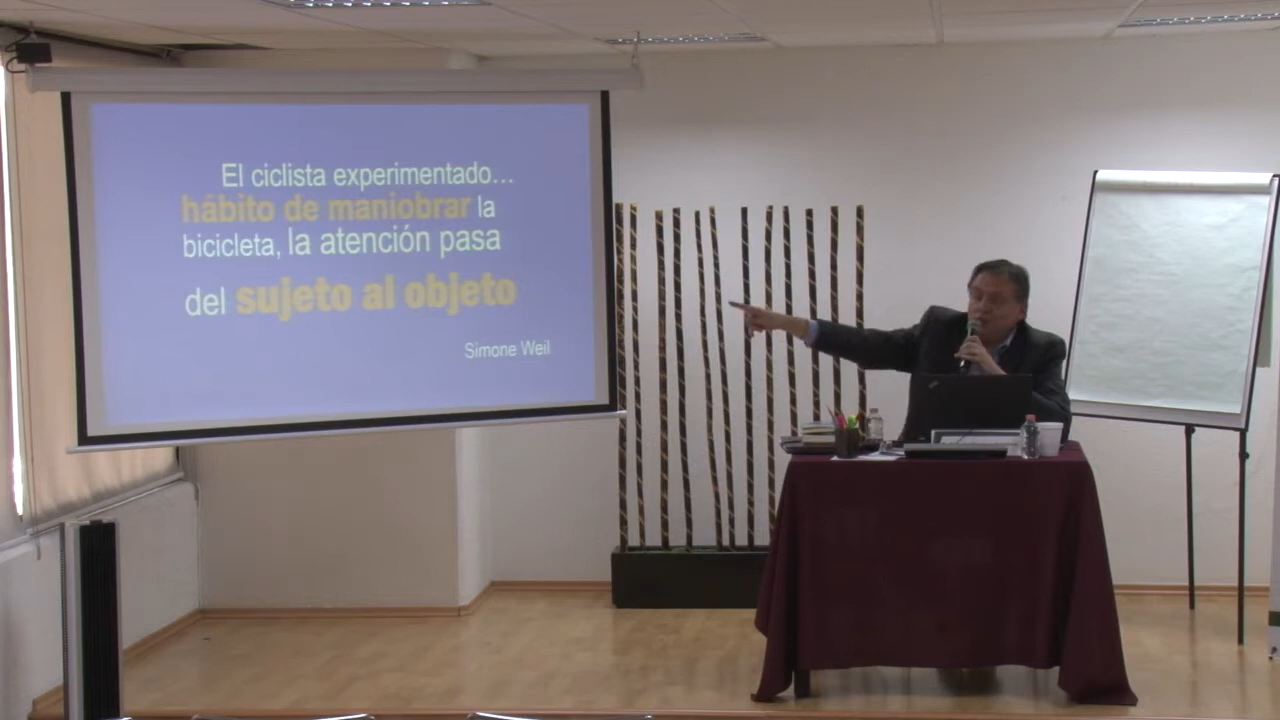 El ciclista experimentado…
hábito de maniobrar la
bicicleta, la atención pasa
del sujeto al objeto
Simone Weil